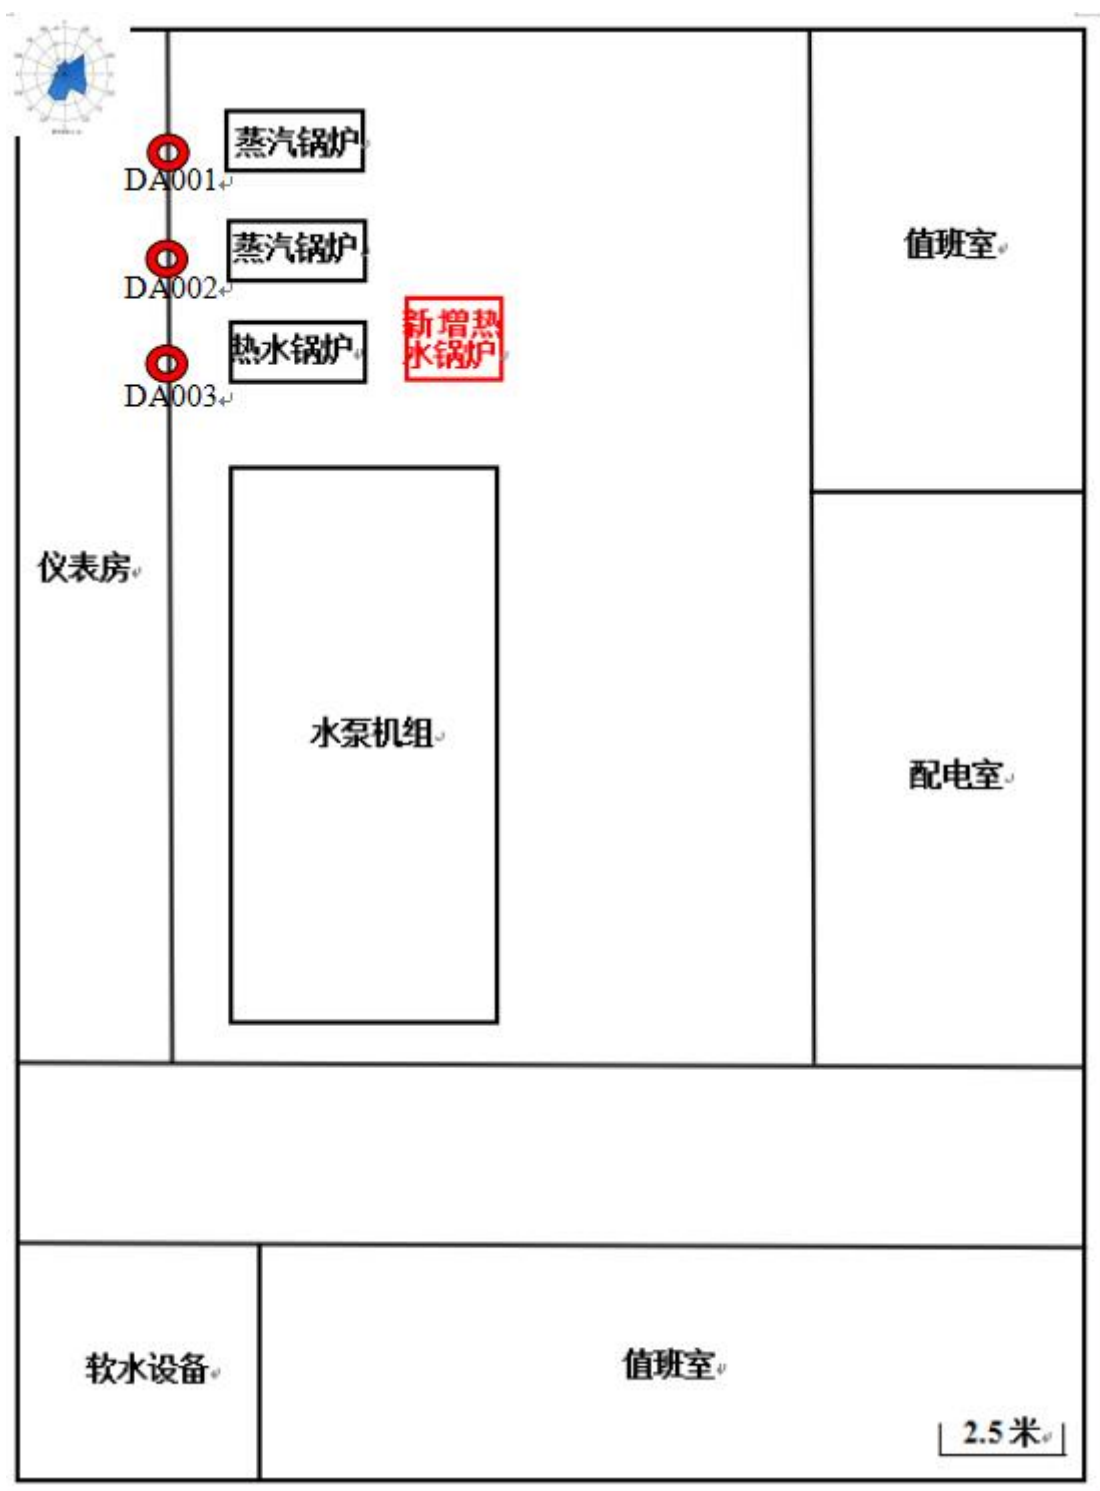 蒸汽锅炉
DA001
值班室
蒸汽锅炉
DA002
新增热
水锅炉
热水锅炉
DA003
仪表房
水泵机组
配电室
软水设备
值班室
2.5 米